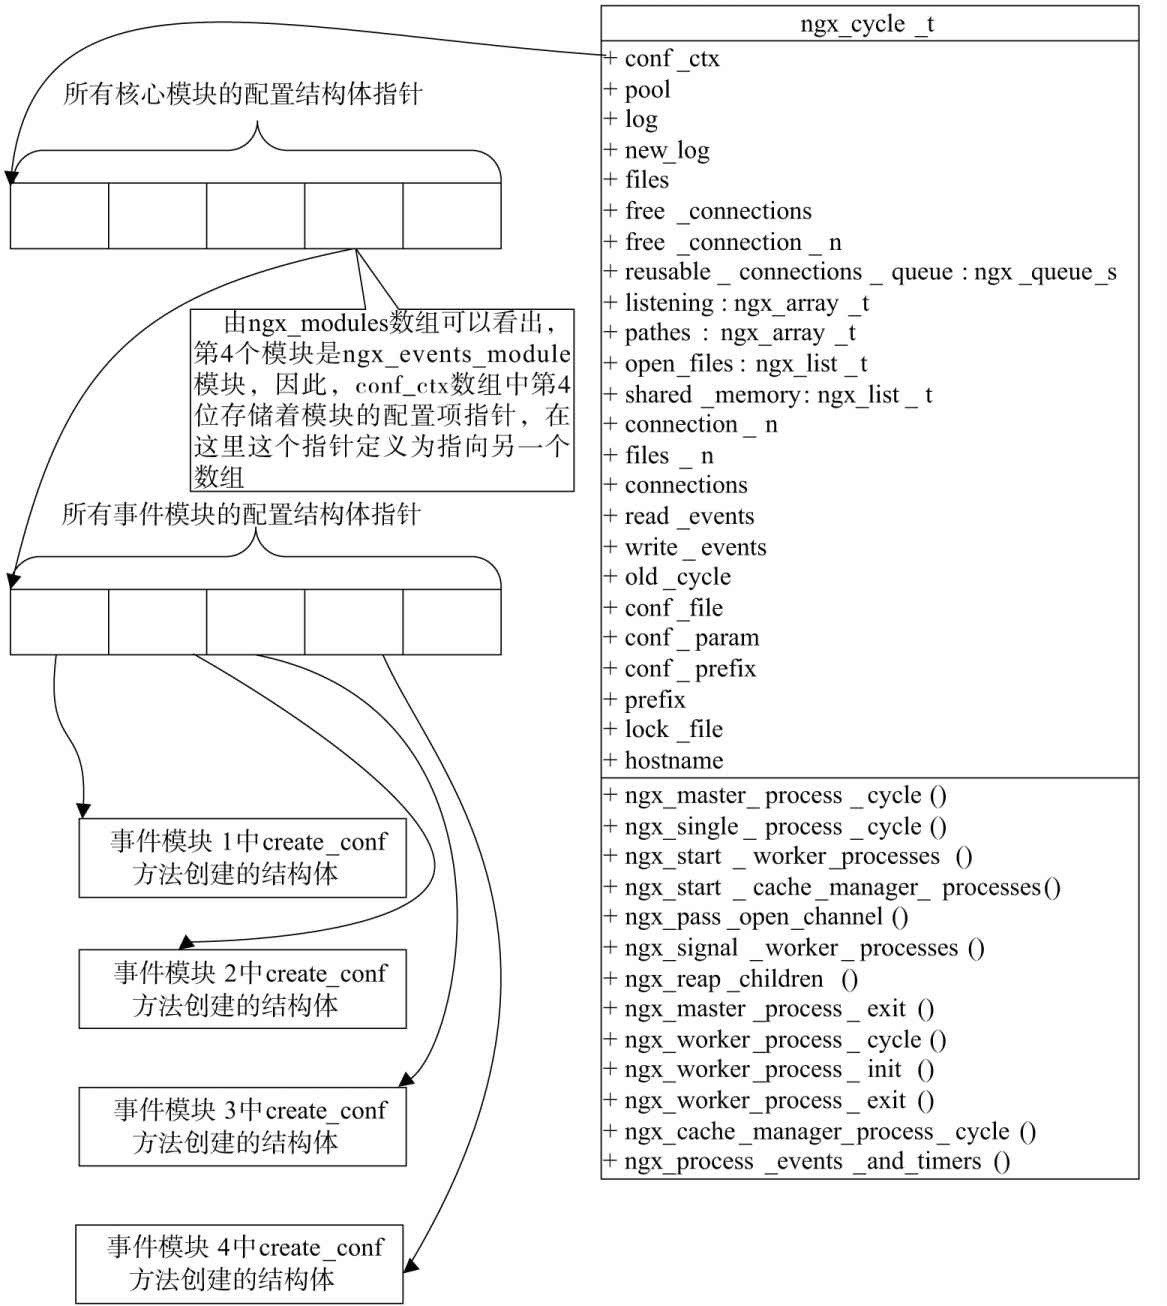 所有核心模块的配置结构体指针
由ngx_modules数组可以看出，
第4个模块是ngx_events_module
模块，因此，conf_ctx数组中第4
位存储着模块的配置项指针，在
这里这个指针定义为指向另一个
数组
所有事件模块的配置结构体指针
事件模块 1中create_conf
方法创建的结构体
事件模块 2中create_conf
方法创建的结构体
事件模块 3中create_conf
方法创建的结构体
事件模块 4中create_conf
方法创建的结构体
ngx_cycle _t
+ conf _ctx
+ pool
+ log
+ new_log
+ files
+ free _connections
+ free _connection _ n
+ reusable _ connections _ queue : ngx _queue_s
+ listening : ngx_array _t
+ pathes : ngx_array _t
+ open_files : ngx_list _t
+ shared _memory: ngx_list _ t
+ connection _ n
+ files _ n
+ connections
+ read _events
+ write _ events
+ old _cycle
+ conf _file
+ conf _ param
+ conf _ prefix
+ prefix
+ lock _file
+ hostname
+ ngx_master_ process _ cycle ()
+ ngx_single _ process _cycle ()
+ ngx_start _ worker_processes ()
+ ngx_start _ cache _manager_ processes()
+ ngx_pass _open_channel ()
+ ngx_signal _worker_ processes ()
+ ngx_reap _children ()
+ ngx_master _process _ exit ()
+ ngx_worker_process _ cycle ()
+ ngx_worker_process _ init ()
+ ngx_worker_process _ exit ()
+ ngx_cache _manager_process_ cycle ()
+ ngx_process _events _and_timers ()